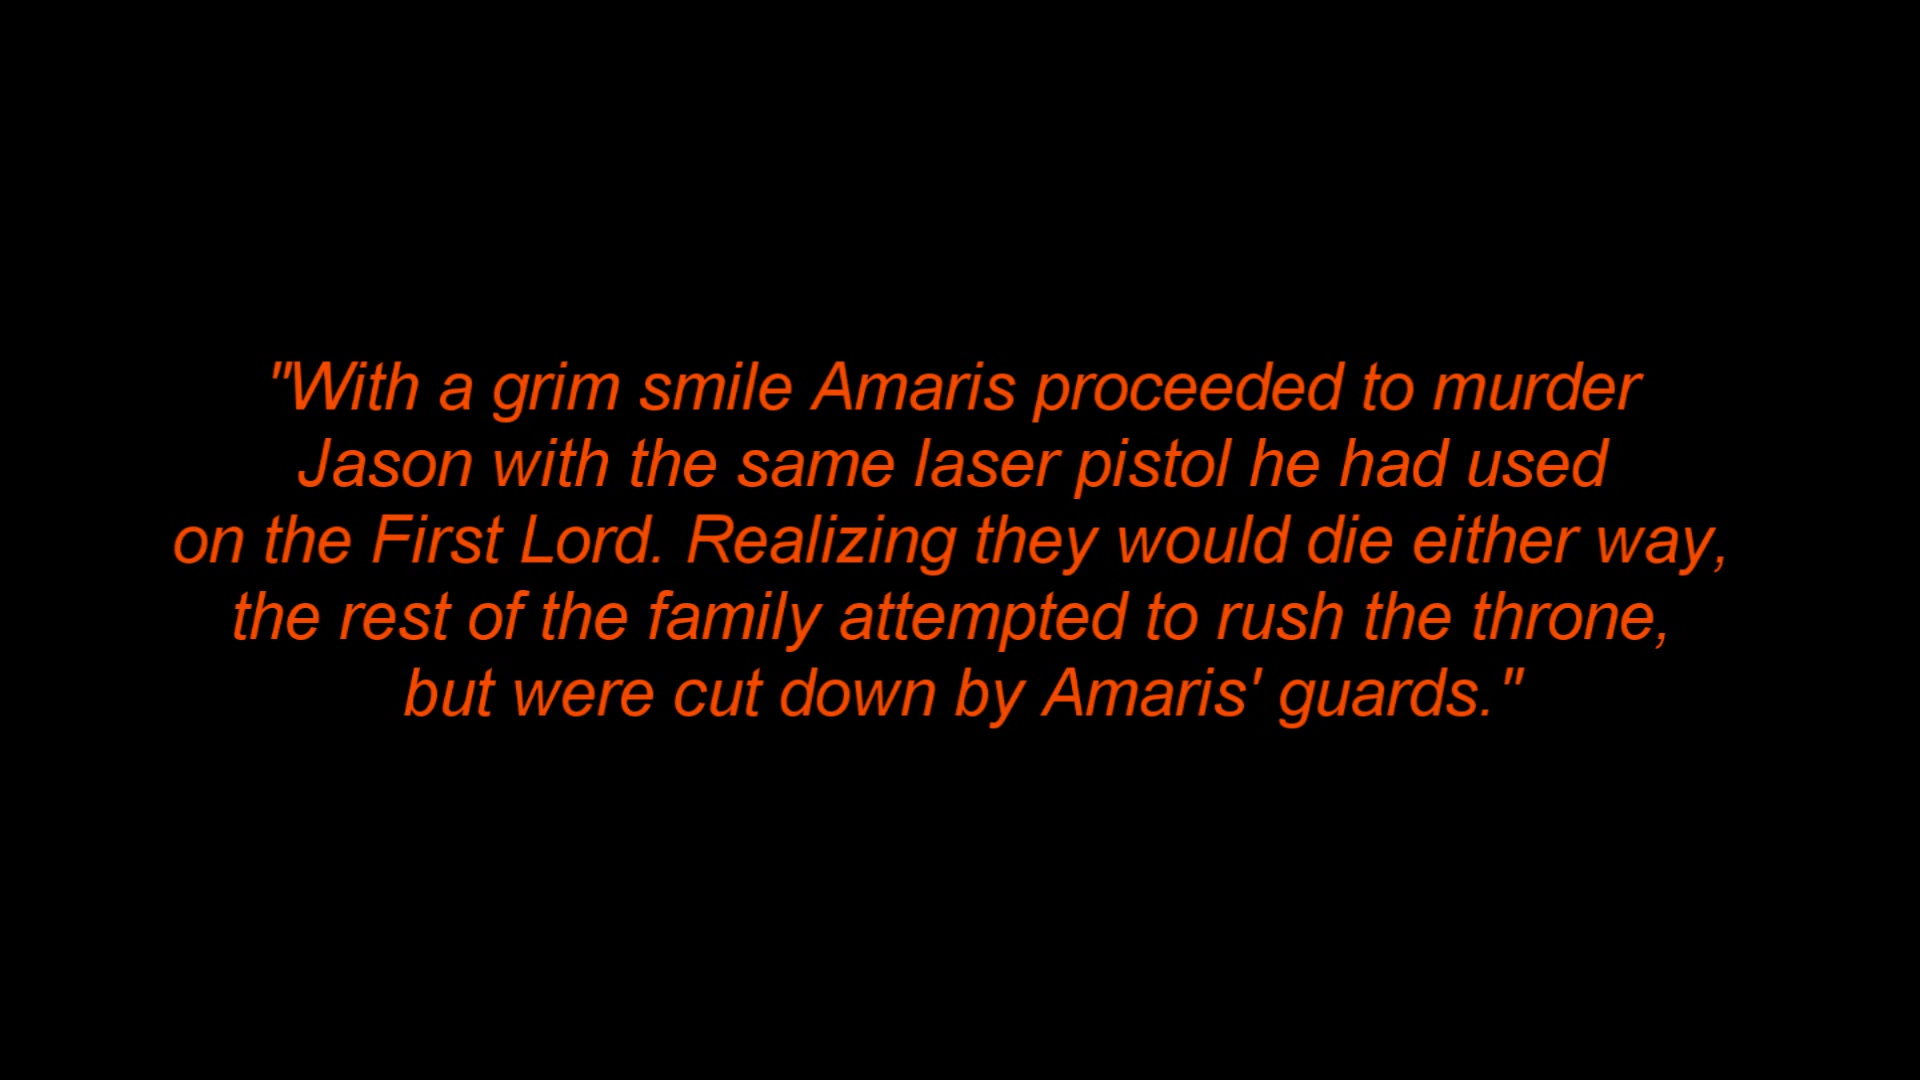 "With a grim smile Amaris proceeded to murder
Jason with the same laser pistol he had used
on the First Lord. Realizing they would die either way,
the rest of the family attempted to rush the throne,
but were cut down by Amaris' guards."